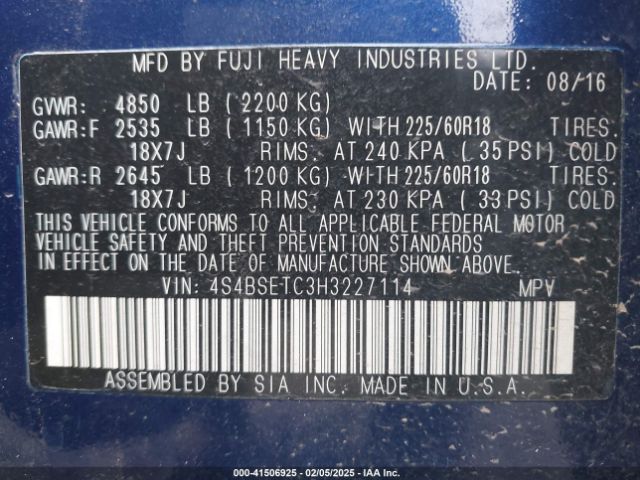 MFD BY FUJI HEAVY INDUSTRIES LTD.
DATE: 08/16
GVWR: 4850 LB (2200 KG)
GAWR:F 2535 LB (1150 KG) WITH 225/60R18 TIRES.
18X7J RIMS. AT 240 KPA (35 PSI) COLD
GAWR:R 2645 LB (1200 KG) WITH 225/60R18 TIRES.
18X7J RIMS. AT 230 KPA (33 PSI) COLD
THIS VEHICLE CONFORMS TO ALL APPLICABLE FEDERAL MOTOR
VEHICLE SAFETY AND THEFT PREVENTION STANDARDS
IN EFFECT ON THE DATE OF MANUFACTURE SHOWN ABOVE.
VIN: 4S4BSETC3H3227114 MPV
ASSEMBLED BY SIA INC. MADE IN U.S.A.
000-41506925 - 02/05/2025 - IAA Inc.